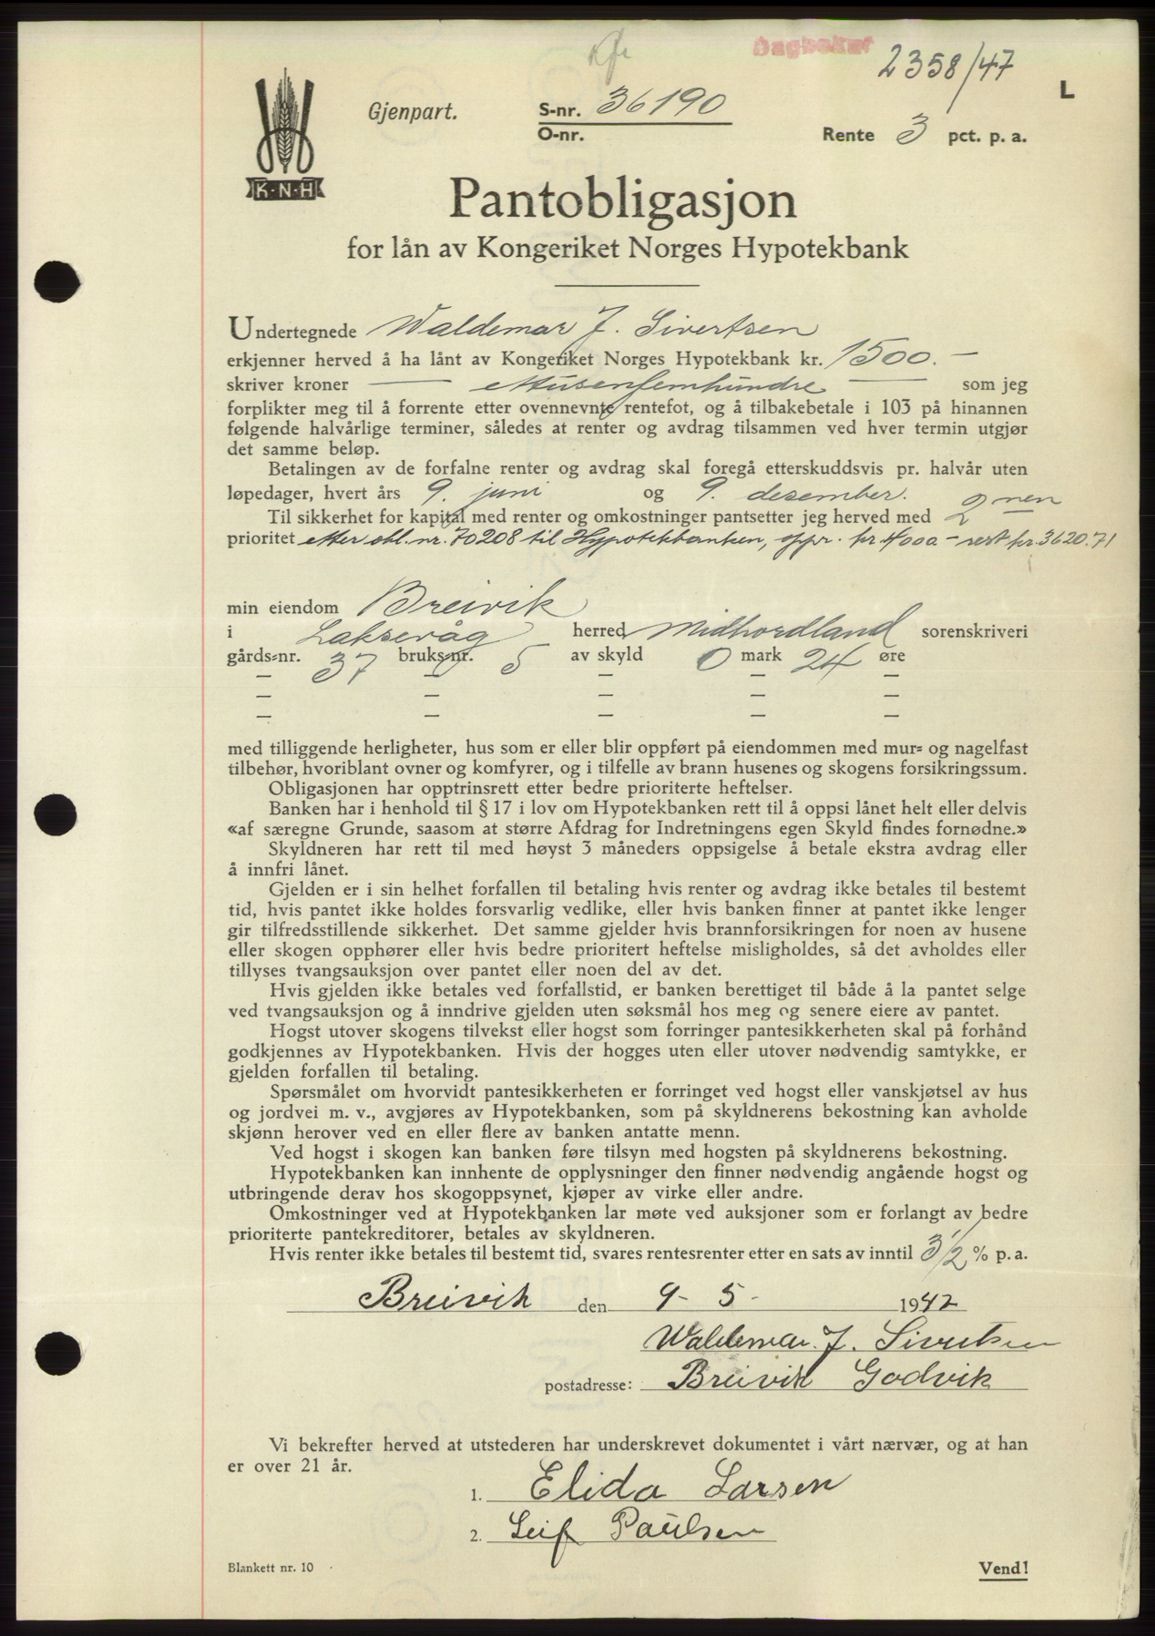 Dagboknr 2358/47
L
Gjenpart.
S-nr. 36190
O-nr.
Rente 3 pct. p. a.
K·N·H
Pantobligasjon
for lån av Kongeriket Norges Hypotekbank
Undertegnede Waldemar J. Sivertsen
erkjenner herved å ha lånt av Kongeriket Norges Hypotekbank kr. 1500.-
skriver kroner — ettusenfemhundre — som jeg
forplikter meg til å forrente etter ovennevnte rentefot, og å tilbakebetale i 103 på hinannen
følgende halvårlige terminer, således at renter og avdrag tilsammen ved hver termin utgjør
det samme beløp.
Betalingen av de forfalne renter og avdrag skal foregå etterskuddsvis pr. halvår uten
løpedager, hvert års 9. juni og 9. desember.
Til sikkerhet for kapital med renter og omkostninger pantsetter jeg herved med 2nen
prioritet etter obl. nr. 70208 til Hypotekbanken, oppr. kr. 4000.- rest kr. 3620.71
min eiendom Breivik
i Laksevåg herred, Midhordland sorenskriveri
gårds-nr. 37 bruks-nr. 5 av skyld 0 mark 24 øre
— — — — —
— — — — —
— — — — —
med tilliggende herligheter, hus som er eller blir oppført på eiendommen med mur- og nagelfast
tilbehør, hvoriblant ovner og komfyrer, og i tilfelle av brann husenes og skogens forsikringssum.
Obligasjonen har opptrinsrett etter bedre prioriterte heftelser.
Banken har i henhold til § 17 i lov om Hypotekbanken rett til å oppsi lånet helt eller delvis
«af særegne Grunde, saasom at større Afdrag for Indretningens egen Skyld findes fornødne.»
Skyldneren har rett til med høyst 3 måneders oppsigelse å betale ekstra avdrag eller
å innfri lånet.
Gjelden er i sin helhet forfallen til betaling hvis renter og avdrag ikke betales til bestemt
tid, hvis pantet ikke holdes forsvarlig vedlike, eller hvis banken finner at pantet ikke lenger
gir tilfredsstillende sikkerhet. Det samme gjelder hvis brannforsikringen for noen av husene
eller skogen opphører eller hvis bedre prioritert heftelse misligholdes, så det avholdes eller
tillyses tvangsauksjon over pantet eller noen del av det.
Hvis gjelden ikke betales ved forfallstid, er banken berettiget til både å la pantet selge
ved tvangsauksjon og å inndrive gjelden uten søksmål hos meg og senere eiere av pantet.
Hogst utover skogens tilvekst eller hogst som forringer pantesikkerheten skal på forhånd
godkjennes av Hypotekbanken. Hvis der hogges uten eller utover nødvendig samtykke, er
gjelden forfallen til betaling.
Spørsmålet om hvorvidt pantesikkerheten er forringet ved hogst eller vanskjøtsel av hus
og jordvei m. v., avgjøres av Hypotekbanken, som på skyldnerens bekostning kan avholde
skjønn herover ved en eller flere av banken antatte menn.
Ved hogst i skogen kan banken føre tilsyn med hogsten på skyldnerens bekostning.
Hypotekbanken kan innhente de opplysninger den finner nødvendig angående hogst og
utbringende derav hos skogoppsynet, kjøper av virke eller andre.
Omkostninger ved at Hypotekbanken lar møte ved auksjoner som er forlangt av bedre
prioriterte pantekreditorer, betales av skyldneren.
Hvis renter ikke betales til bestemt tid, svares rentesrenter etter en sats av inntil 3½ % p. a.
Breivik den 9-5- 1942
Waldemar. J. Sivertsen
postadresse: Breivik Godvik
Vi bekrefter herved at utstederen har underskrevet dokumentet i vårt nærvær, og at han
er over 21 år.
1. Elida Larsen
2. Leif Paulsen
Blankett nr. 10
Vend!